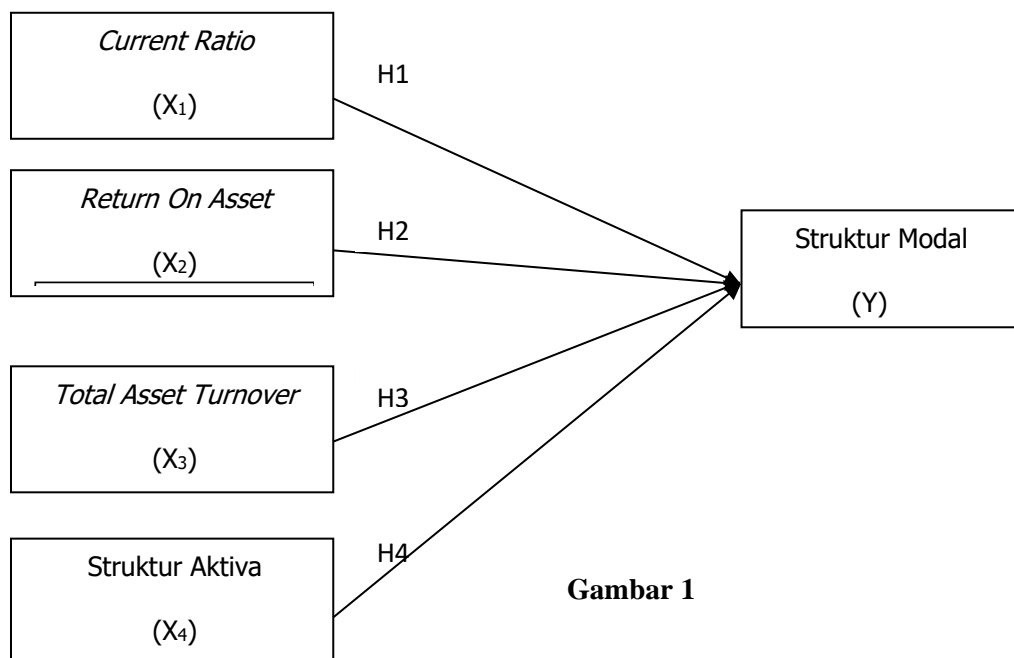 Current Ratio
(X₁)
H1
Return On Asset
(X₂)
H2
Total Asset Turnover
(X₃)
H3
Struktur Aktiva
(X₄)
H4
Struktur Modal
(Y)
Gambar 1